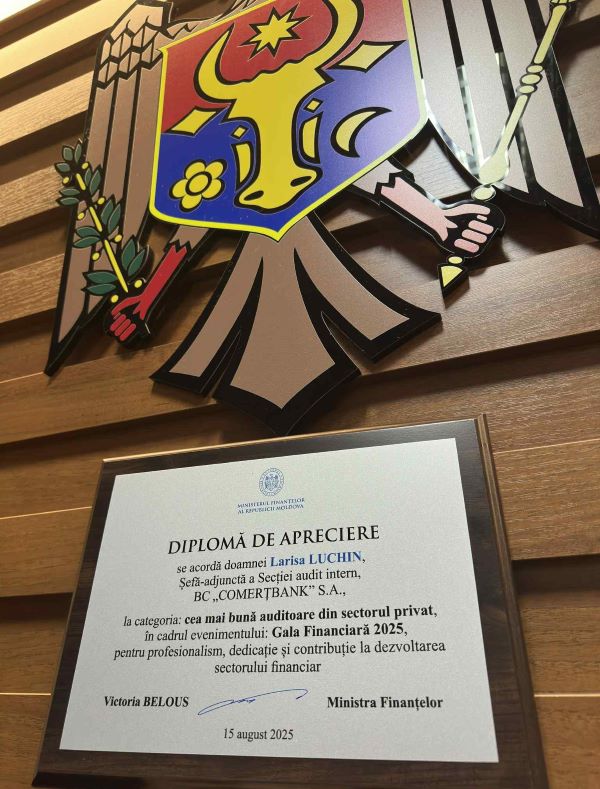 MINISTERUL FINANȚELOR
AL REPUBLICII MOLDOVA
DIPLOMĂ DE APRECIERE
se acordă doamnei Larisa LUCHIN,
Șefă-adjunctă a Secției audit intern,
BC „COMERȚBANK” S.A.,
la categoria: cea mai bună auditoare din sectorul privat,
în cadrul evenimentului: Gala Financiară 2025,
pentru profesionalism, dedicație și contribuție la dezvoltarea
sectorului financiar
Victoria BELOUS Ministra Finanțelor
15 august 2025